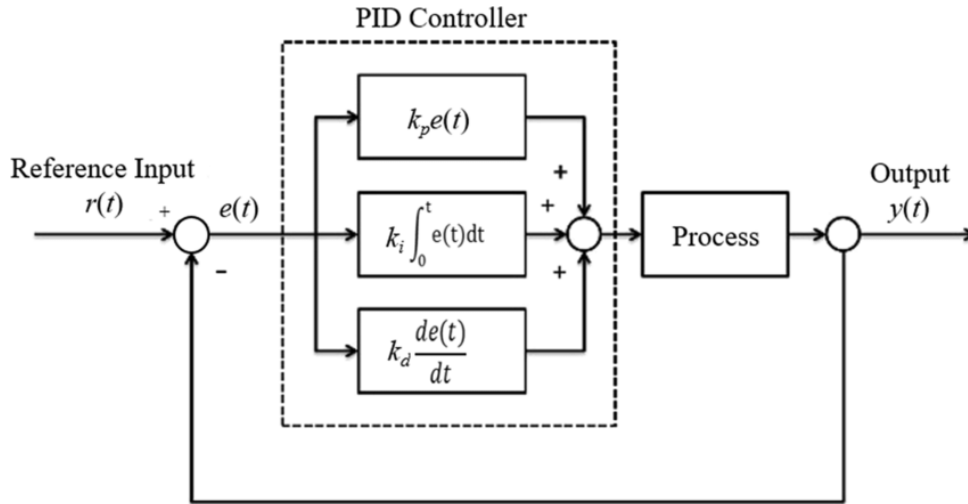 PID Controller
k_p e(t)
Reference Input
r(t)
+
e(t)
-
k_i ∫_0^t e(t)dt
k_d de(t)/dt
+
+
+
Process
Output
y(t)